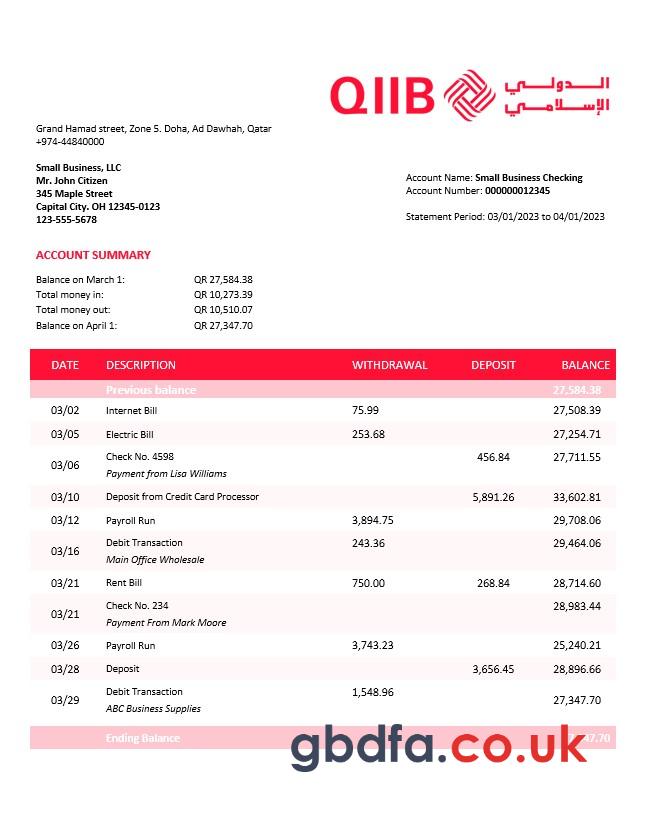 QIIB الـدولـي
الإسـلامـي
Grand Hamad street, Zone 5. Doha, Ad Dawhah, Qatar
+974-44840000
Small Business, LLC
Mr. John Citizen
345 Maple Street
Capital City. OH 12345-0123
123-555-5678
Account Name: Small Business Checking
Account Number: 000000012345
Statement Period: 03/01/2023 to 04/01/2023
ACCOUNT SUMMARY
Balance on March 1: QR 27,584.38
Total money in: QR 10,273.39
Total money out: QR 10,510.07
Balance on April 1: QR 27,347.70
DATE DESCRIPTION WITHDRAWAL DEPOSIT BALANCE
Previous balance 27,584.38
03/02 Internet Bill 75.99 27,508.39
03/05 Electric Bill 253.68 27,254.71
03/06 Check No. 4598 456.84 27,711.55
Payment from Lisa Williams
03/10 Deposit from Credit Card Processor 5,891.26 33,602.81
03/12 Payroll Run 3,894.75 29,708.06
03/16 Debit Transaction 243.36 29,464.06
Main Office Wholesale
03/21 Rent Bill 750.00 268.84 28,714.60
03/21 Check No. 234 28,983.44
Payment From Mark Moore
03/26 Payroll Run 3,743.23 25,240.21
03/28 Deposit 3,656.45 28,896.66
03/29 Debit Transaction 1,548.96 27,347.70
ABC Business Supplies
Ending Balance
gbdfa.co.uk